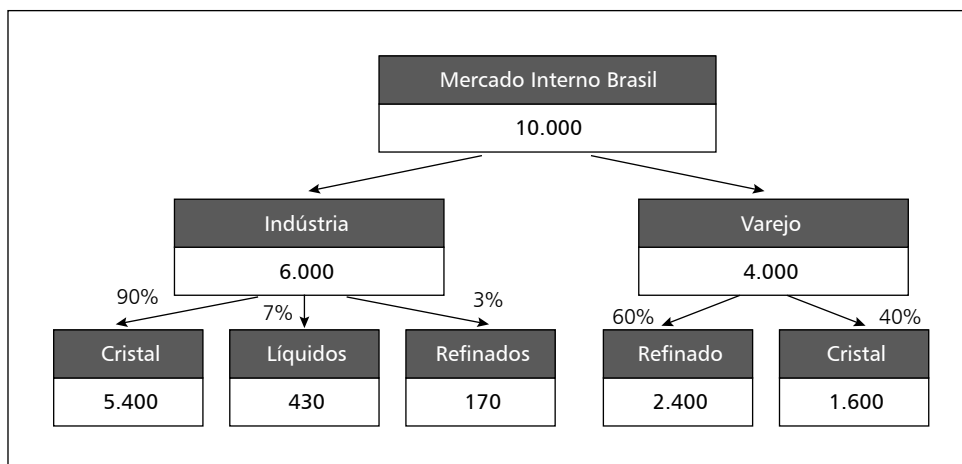 Mercado Interno Brasil
10.000
Indústria
6.000
Varejo
4.000
90%
7%
3%
60%
40%
Cristal
5.400
Líquidos
430
Refinados
170
Refinado
2.400
Cristal
1.600